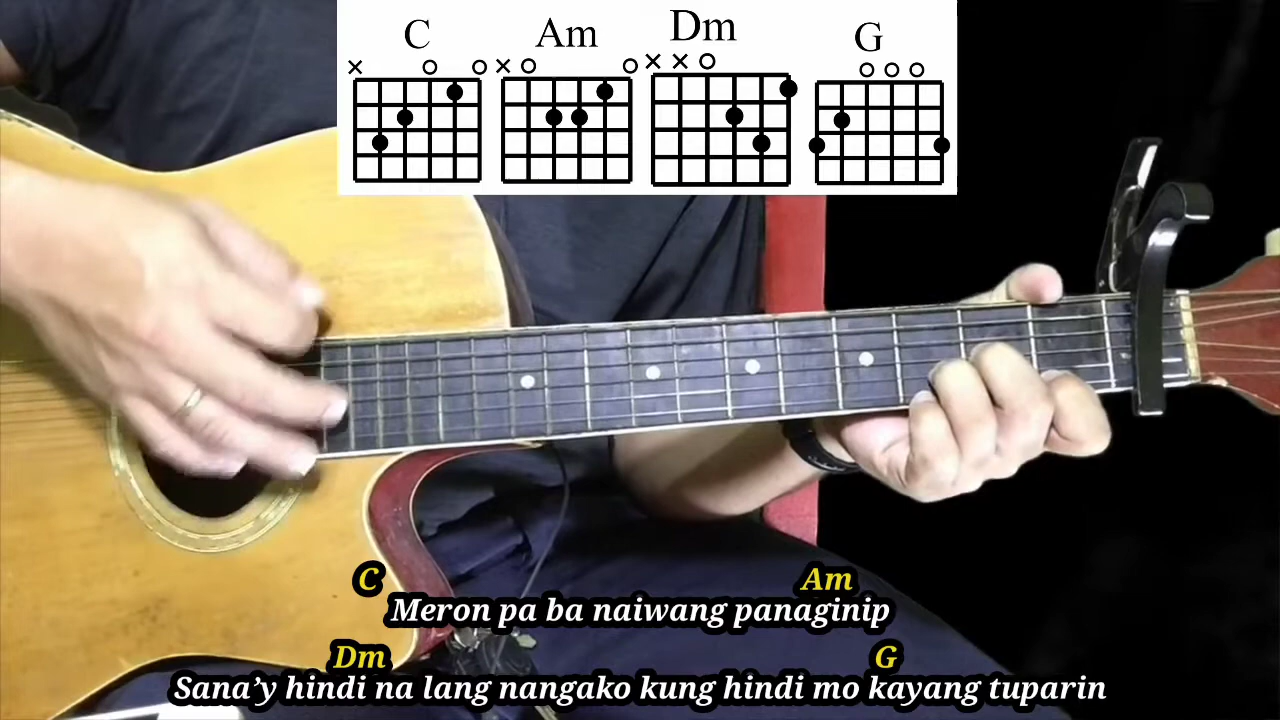 C Am Dm G
C Am
Meron pa ba naiwang panaginip
Dm G
Sana’y hindi na lang nangako kung hindi mo kayang tuparin